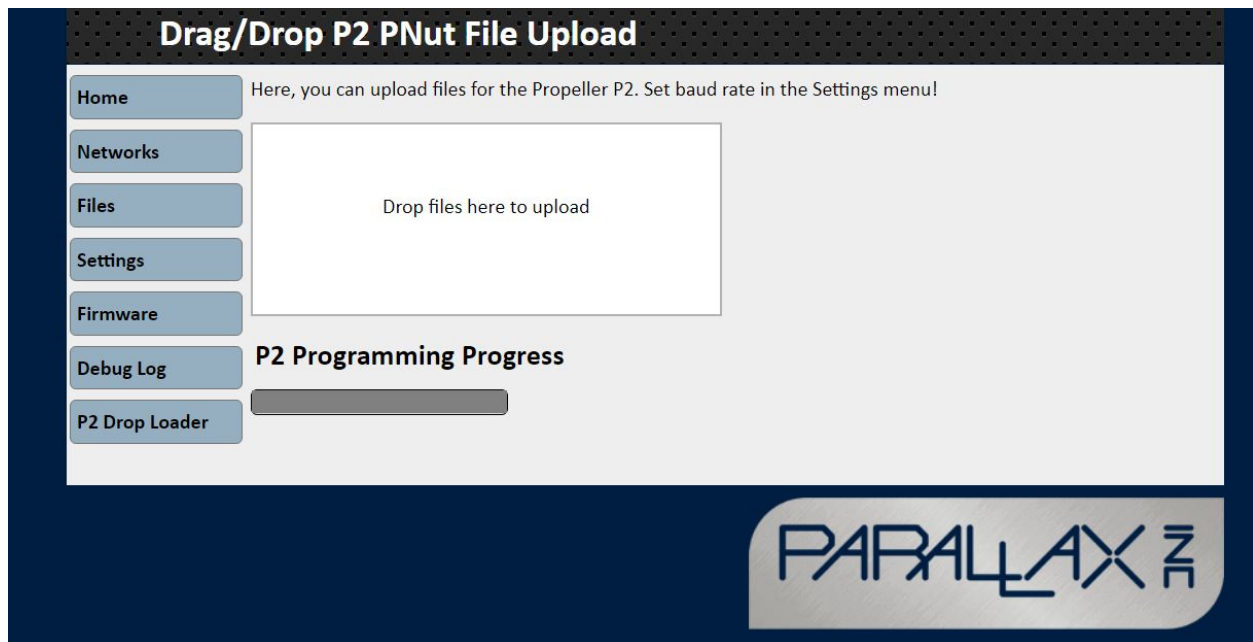 Drag/Drop P2 PNut File Upload
Home
Networks
Files
Settings
Firmware
Debug Log
P2 Drop Loader
Here, you can upload files for the Propeller P2. Set baud rate in the Settings menu!
Drop files here to upload
P2 Programming Progress
PARALLAX INC